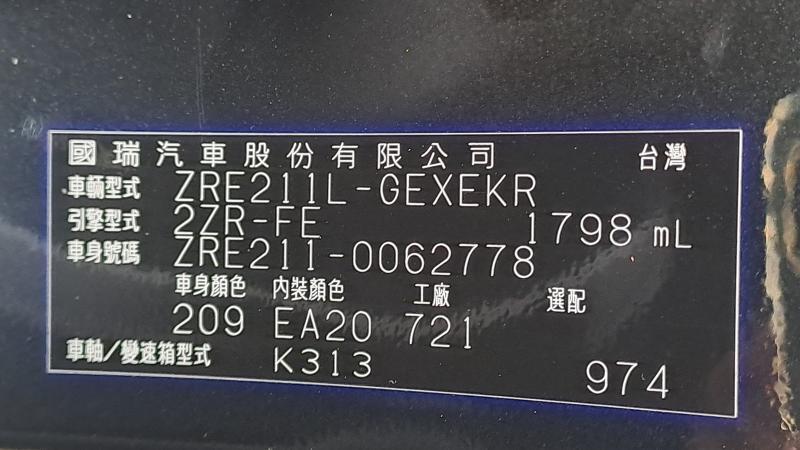 國瑞汽車股份有限公司 台灣
車輛型式 ZRE211L-GEXEKR
引擎型式 2ZR-FE 1798 mL
車身號碼 ZRE211-0062778
車身顏色 內裝顏色 工廠 選配
209 EA20 721
車軸/變速箱型式 K313 974